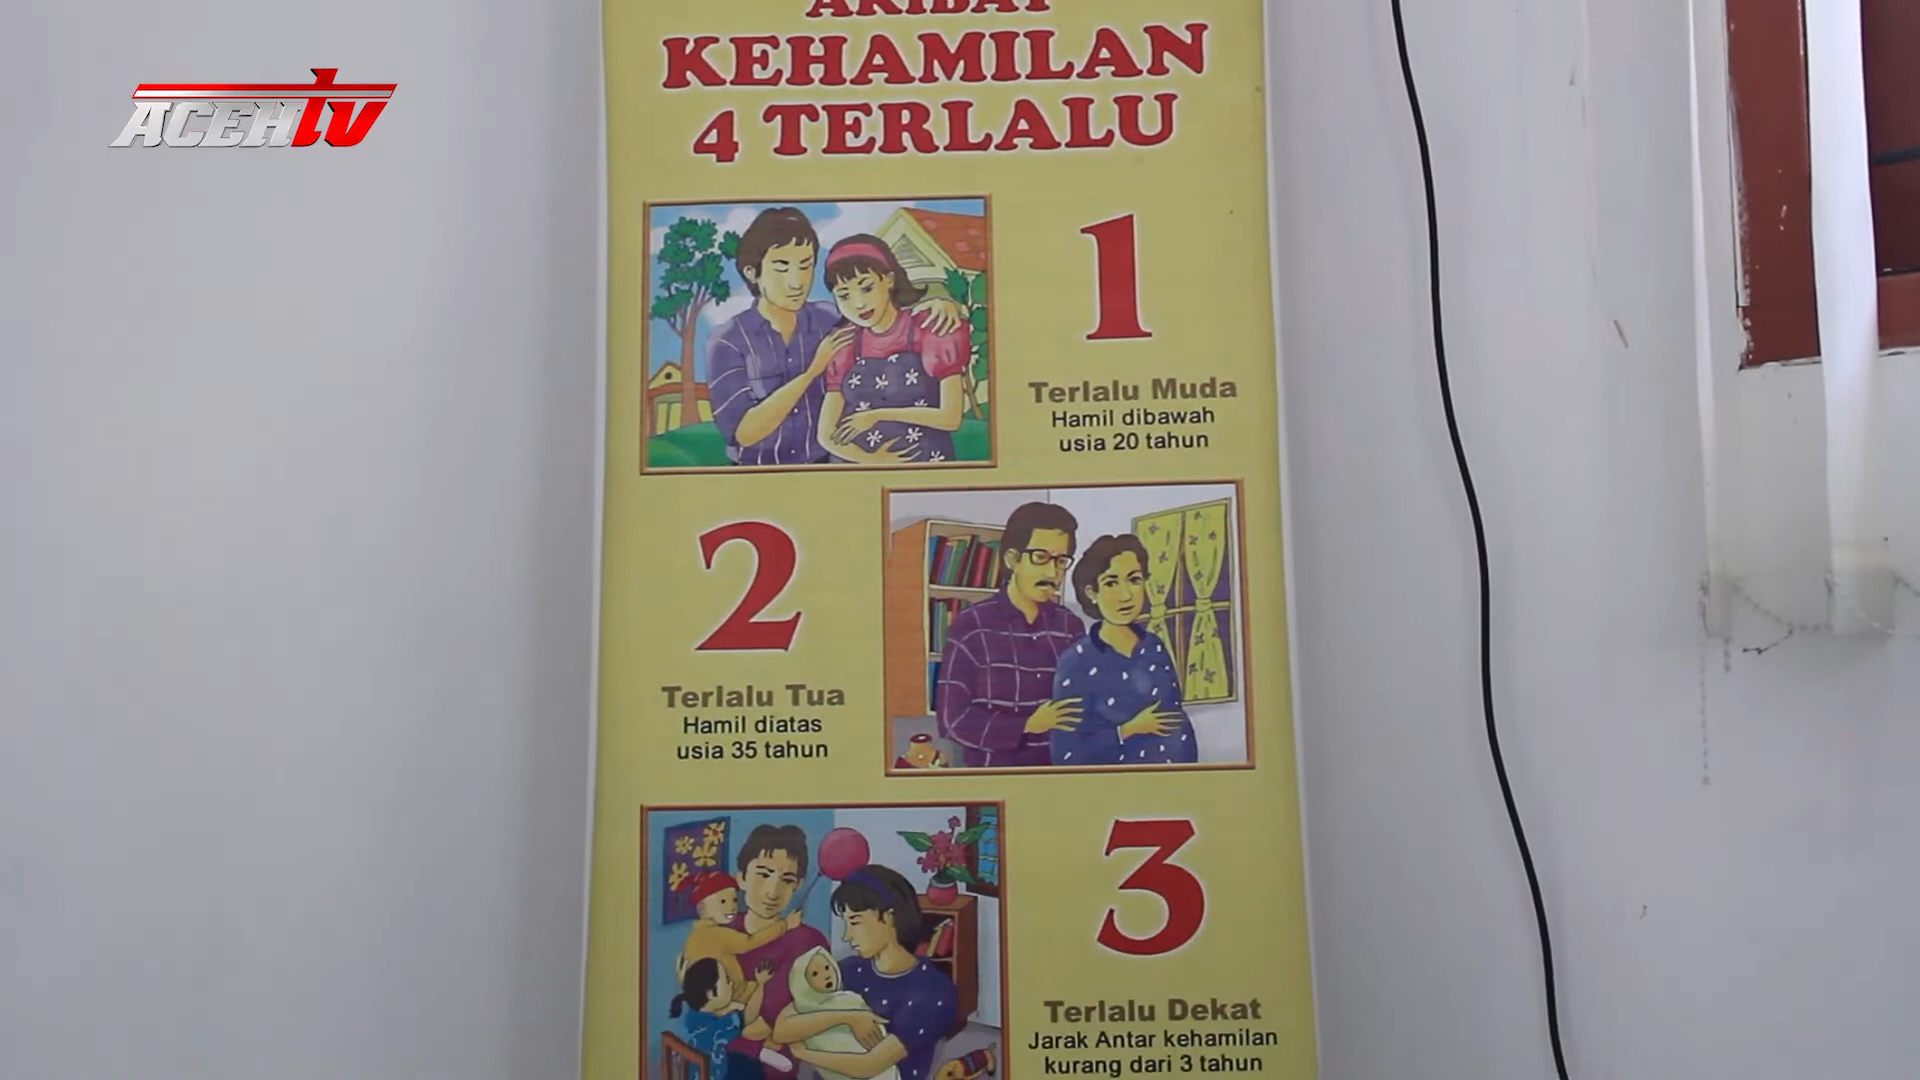 ACEHtv
AKIBAT
KEHAMILAN
4 TERLALU
1
Terlalu Muda
Hamil dibawah
usia 20 tahun
2
Terlalu Tua
Hamil diatas
usia 35 tahun
3
Terlalu Dekat
Jarak Antar kehamilan
kurang dari 3 tahun